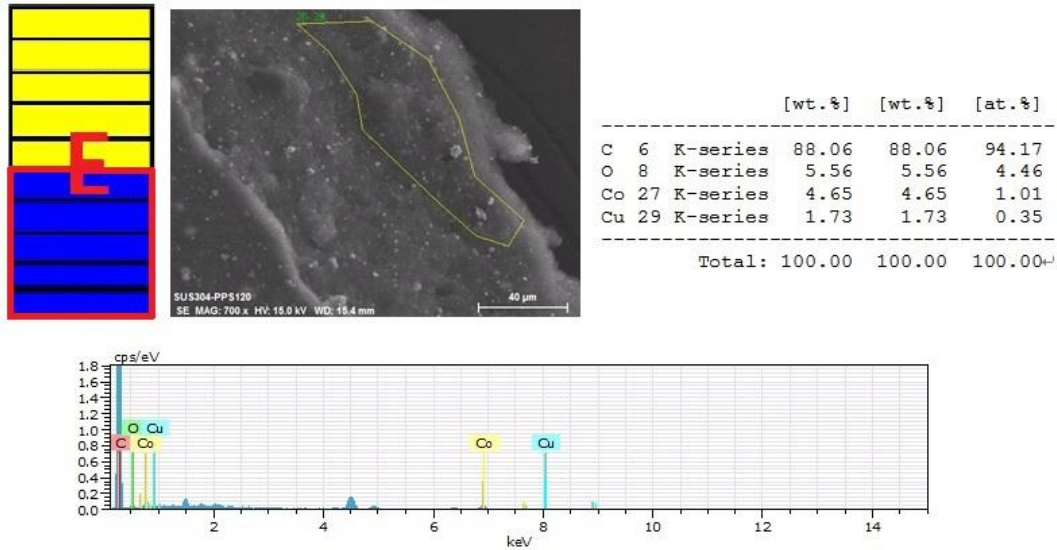 E
SUS304-PPS120
SE MAG: 700 x HV: 15.0 kV WD: 15.4 mm
40 µm
[wt.%] [wt.%] [at.%]
C 6 K-series 88.06 88.06 94.17
O 8 K-series 5.56 5.56 4.46
Co 27 K-series 4.65 4.65 1.01
Cu 29 K-series 1.73 1.73 0.35
Total: 100.00 100.00 100.00↵
cps/eV
1.8
1.6
1.4
1.2
1.0
0.8
0.6
0.4
0.2
0.0
O Cu
C Co
Co
Cu
2 4 6 8 10 12 14
keV